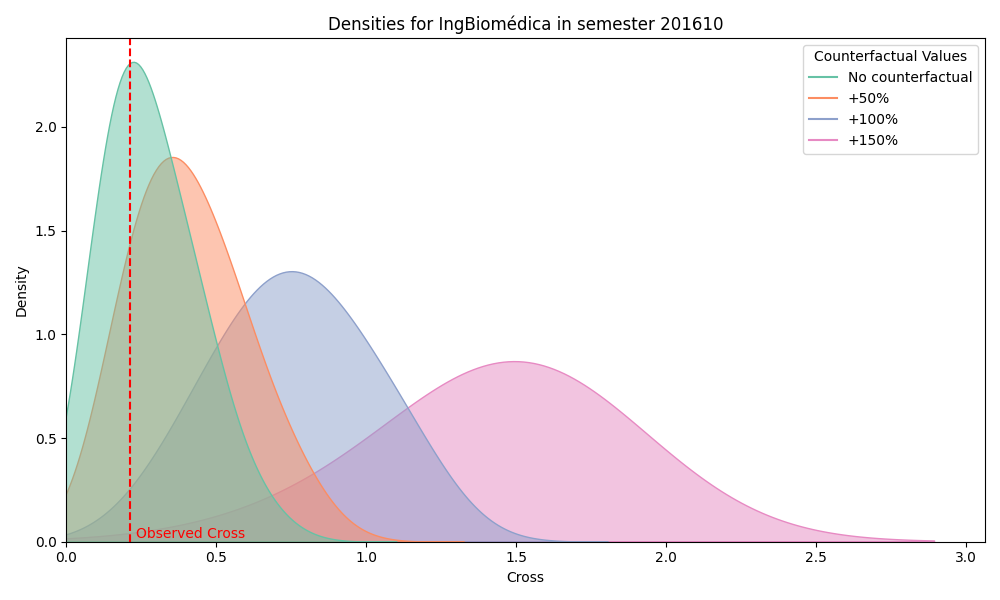 Densities for IngBiomédica in semester 201610
Counterfactual Values
No counterfactual
+50%
+100%
+150%
Density
2.0
1.5
1.0
0.5
0.0
Observed Cross
0.0 0.5 1.0 1.5 2.0 2.5 3.0
Cross